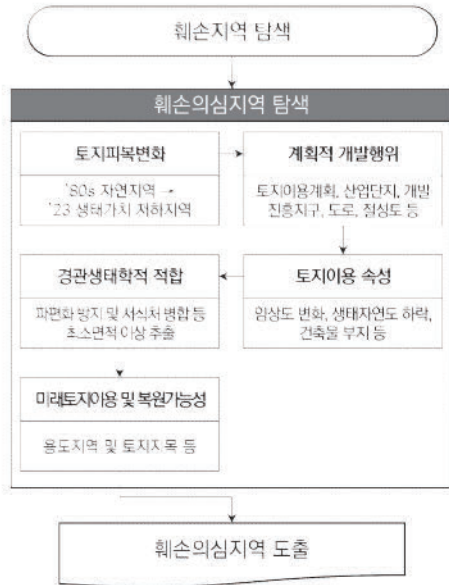 훼손지역 탐색
훼손의심지역 탐색
토지피복변화
'80s 자연지역 →
'23 생태가치 저하지역
계획적 개발행위
토지이용계획, 산업단지, 개발
진흥지구, 도로, 절성토 등
경관생태학적 적합
파편화 방지 및 서식처 병합 등
최소면적 이상 추출
토지이용 속성
임상도 변화, 생태자연도 하락,
건축물 부지 등
미래토지이용 및 복원가능성
용도지역 및 토지지목 등
훼손의심지역 도출